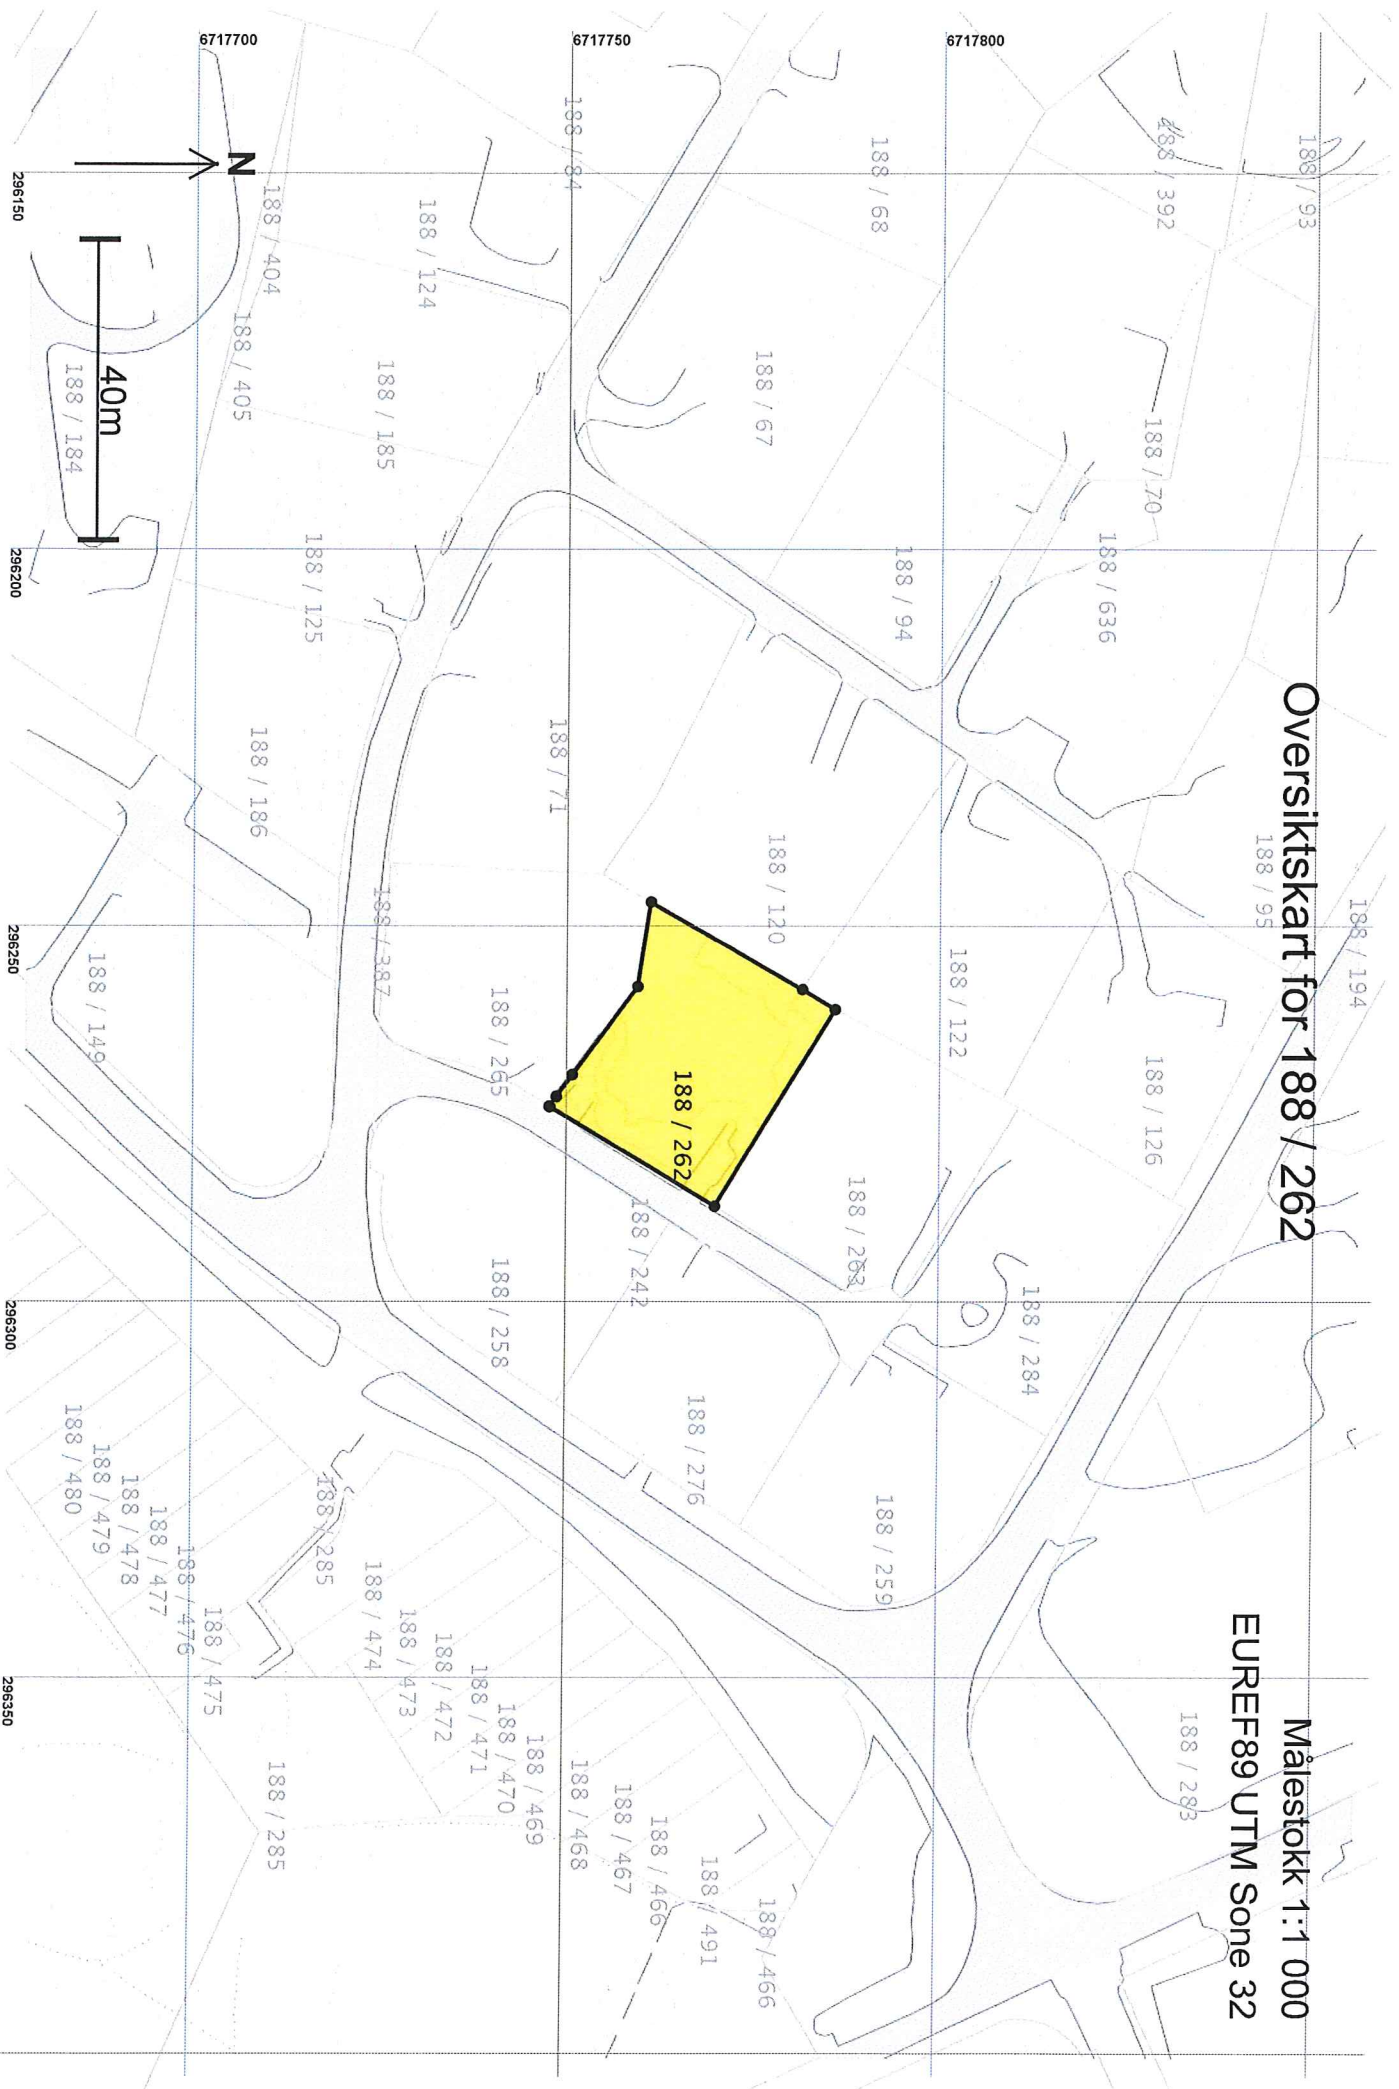 Oversiktskart for 188 / 262
Målestokk 1:1 000
EUREF89 UTM Sone 32
6717800
6717750
6717700
296150
296200
296250
296300
296350
N
40m
188 / 93
188 / 392
188 / 194
188 / 95
188 / 70
188 / 636
188 / 283
188 / 126
188 / 284
188 / 122
188 / 68
188 / 94
188 / 259
188 / 263
188 / 67
188 / 120
188 / 466
188 / 491
188 / 276
188 / 262
188 / 466
188 / 242
188 / 467
188 / 84
188 / 71
188 / 468
188 / 469
188 / 265
188 / 258
188 / 470
188 / 471
188 / 472
188 / 124
188 / 473
188 / 185
188 / 387
188 / 474
188 / 125
188 / 285
188 / 404
188 / 186
188 / 285
188 / 405
188 / 475
188 / 476
188 / 477
188 / 478
188 / 479
188 / 149
188 / 184
188 / 480